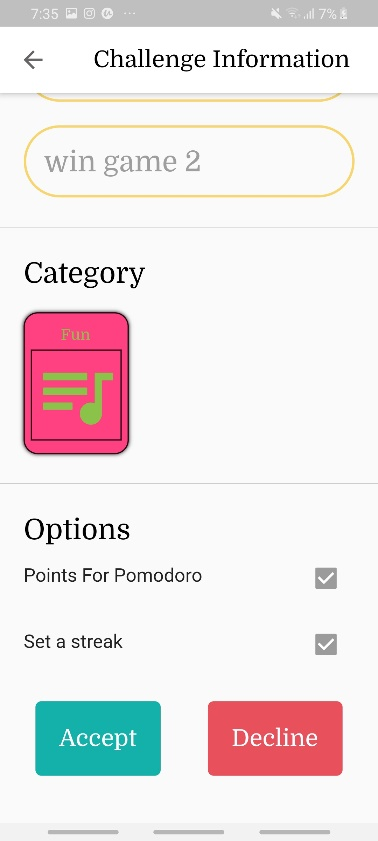 7:35 7%
Challenge Information
win game 2
Category
Fun
Options
Points For Pomodoro
Set a streak
Accept Decline